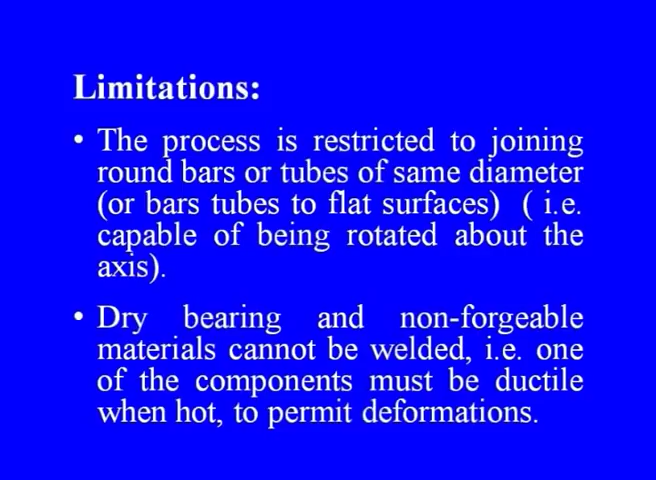 Limitations:
• The process is restricted to joining
round bars or tubes of same diameter
(or bars tubes to flat surfaces) ( i.e.
capable of being rotated about the
axis).
• Dry bearing and non-forgeable
materials cannot be welded, i.e. one
of the components must be ductile
when hot, to permit deformations.